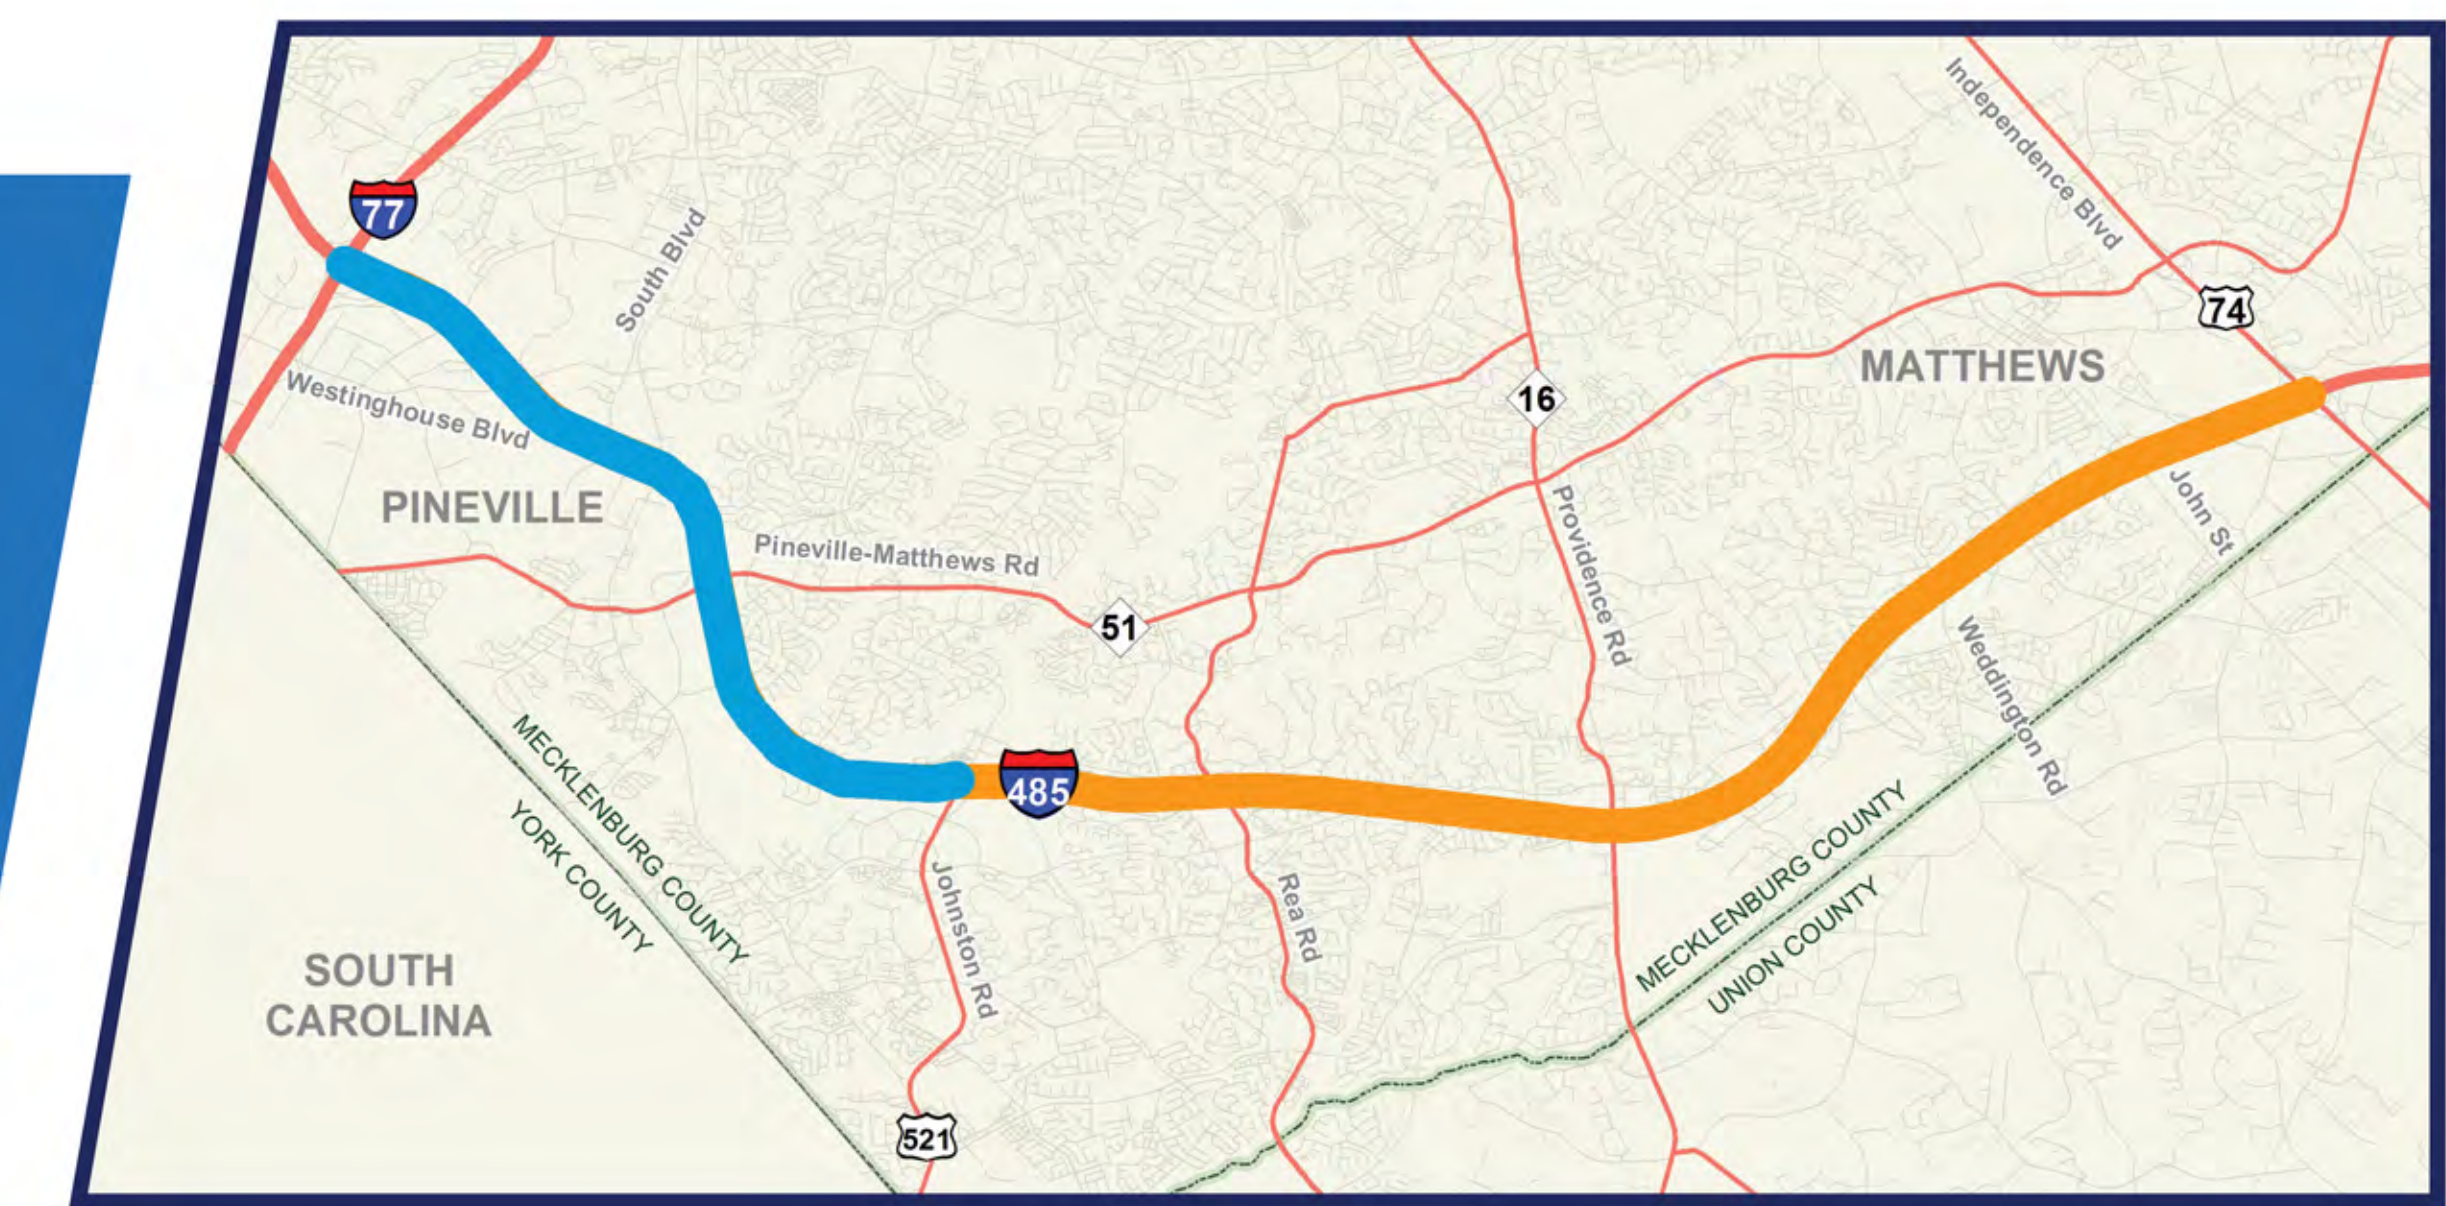 Independence Blvd
77
South Blvd
74
MATTHEWS
Westinghouse Blvd
16
PINEVILLE
John St
Pineville-Matthews Rd
Providence Rd
51
Weddington Rd
485
MECKLENBURG COUNTY
YORK COUNTY
MECKLENBURG COUNTY
UNION COUNTY
Johnston Rd
Rea Rd
SOUTH
CAROLINA
521